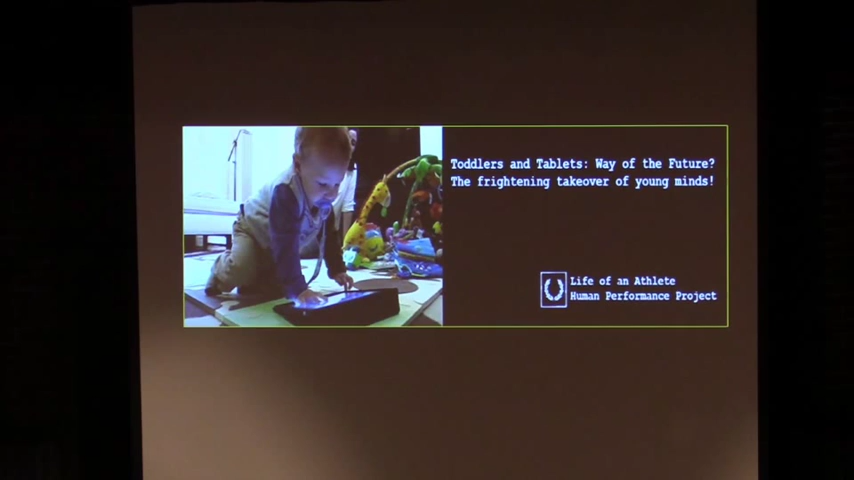 Toddlers and Tablets: Way of the Future?
The frightening takeover of young minds!
Life of an Athlete
Human Performance Project